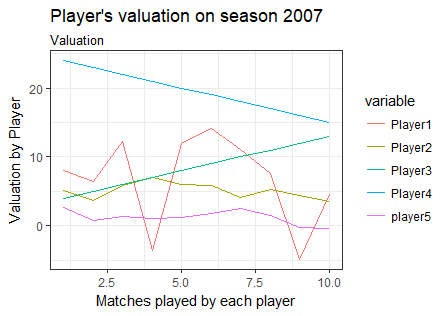 Player's valuation on season 2007
Valuation
Valuation by Player
20
10
0
2.5 5.0 7.5 10.0
Matches played by each player
variable
Player1
Player2
Player3
Player4
player5